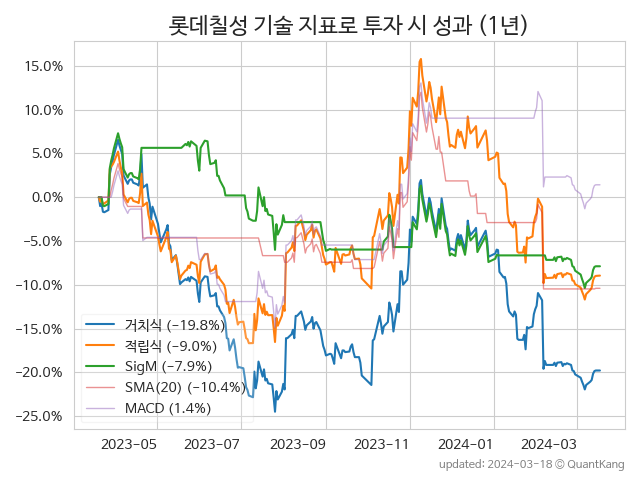 롯데칠성 기술 지표로 투자 시 성과 (1년)
15.0%
10.0%
5.0%
0.0%
−5.0%
−10.0%
−15.0%
−20.0%
−25.0%
거치식 (−19.8%)
적립식 (−9.0%)
SigM (−7.9%)
SMA(20) (−10.4%)
MACD (1.4%)
2023-05 2023-07 2023-09 2023-11 2024-01 2024-03
updated: 2024-03-18 ⓒ QuantKang